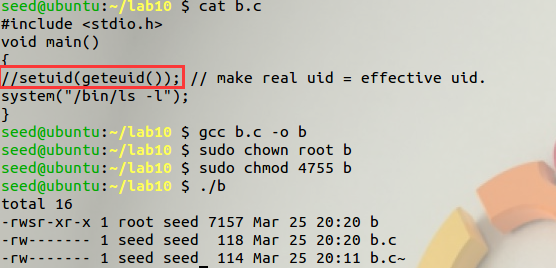 seed@ubuntu:~/lab10 $ cat b.c
#include <stdio.h>
void main()
{
//setuid(geteuid()); // make real uid = effective uid.
system("/bin/ls -l");
}
seed@ubuntu:~/lab10 $ gcc b.c -o b
seed@ubuntu:~/lab10 $ sudo chown root b
seed@ubuntu:~/lab10 $ sudo chmod 4755 b
seed@ubuntu:~/lab10 $ ./b
total 16
-rwsr-xr-x 1 root seed 7157 Mar 25 20:20 b
-rw------- 1 seed seed  118 Mar 25 20:20 b.c
-rw------- 1 seed seed  114 Mar 25 20:11 b.c~